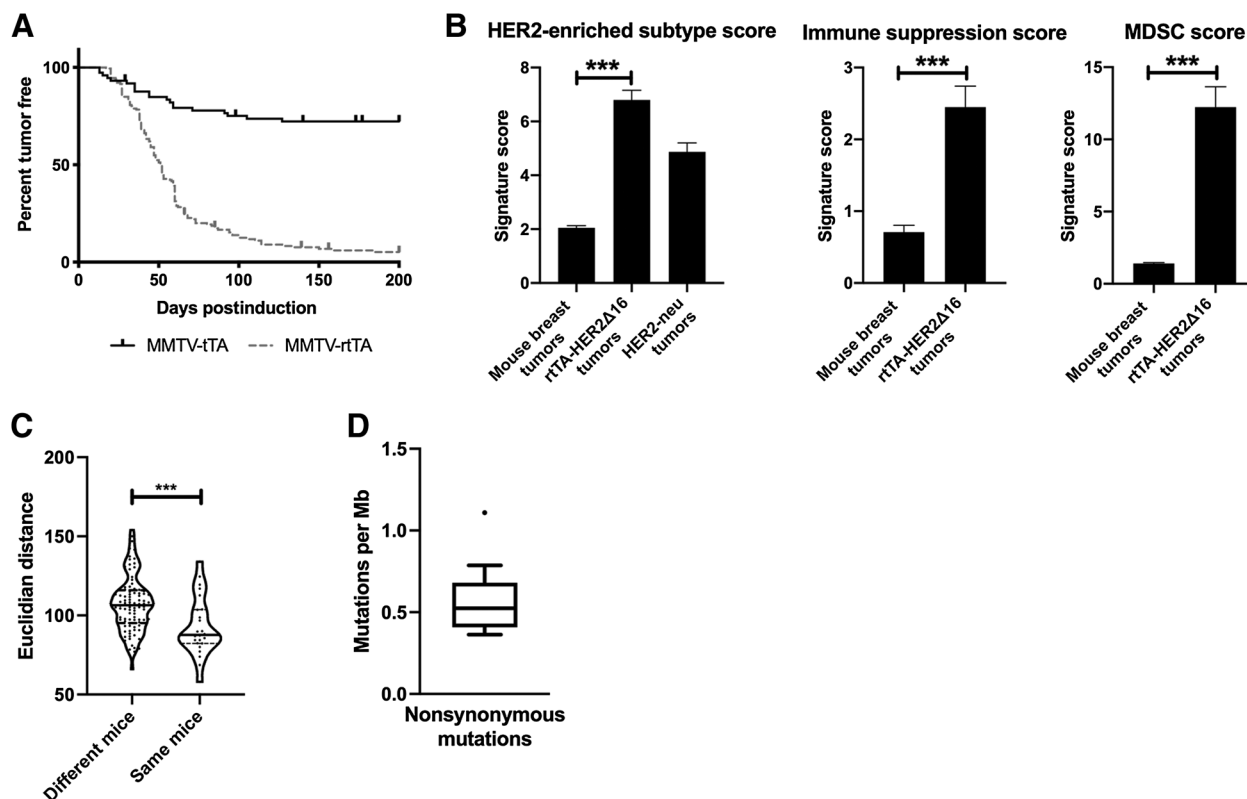 A
Percent tumor free
100
50
0
0 50 100 150 200
Days postinduction
MMTV-tTA MMTV-rtTA
B
HER2-enriched subtype score
Signature score
8
6
4
2
0
***
Mouse breast
tumors
rtTA-HER2Δ16
tumors
HER2-neu
tumors
Immune suppression score
Signature score
3
2
1
0
***
Mouse breast
tumors
rtTA-HER2Δ16
tumors
MDSC score
Signature score
15
10
5
0
***
Mouse breast
tumors
rtTA-HER2Δ16
tumors
C
Euclidian distance
200
150
100
50
***
Different mice
Same mice
D
Mutations per Mb
1.5
1.0
0.5
0.0
Nonsynonymous
mutations